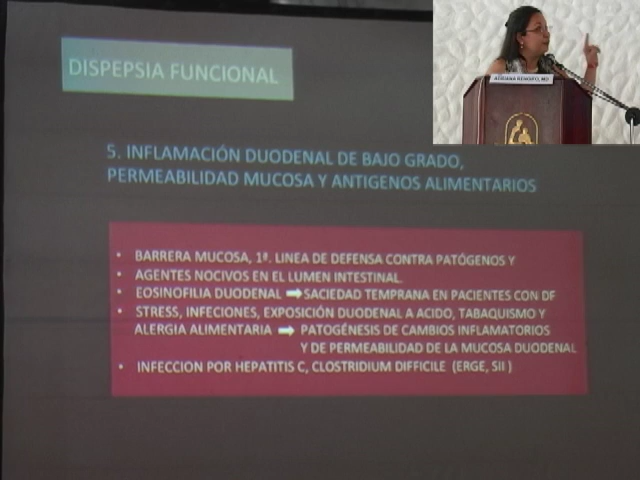 DISPEPSIA FUNCIONAL
ADRIANA RENGIFO, MD
5. INFLAMACIÓN DUODENAL DE BAJO GRADO,
PERMEABILIDAD MUCOSA Y ANTIGENOS ALIMENTARIOS
• BARRERA MUCOSA, 1ª. LINEA DE DEFENSA CONTRA PATÓGENOS Y
• AGENTES NOCIVOS EN EL LUMEN INTESTINAL.
• EOSINOFILIA DUODENAL ➡ SACIEDAD TEMPRANA EN PACIENTES CON DF
• STRESS, INFECIONES, EXPOSICIÓN DUODENAL A ACIDO, TABAQUISMO Y
ALERGIA ALIMENTARIA ➡ PATOGÉNESIS DE CAMBIOS INFLAMATORIOS
Y DE PERMEABILIDAD DE LA MUCOSA DUODENAL
• INFECCION POR HEPATITIS C, CLOSTRIDIUM DIFFICILE (ERGE, SII )